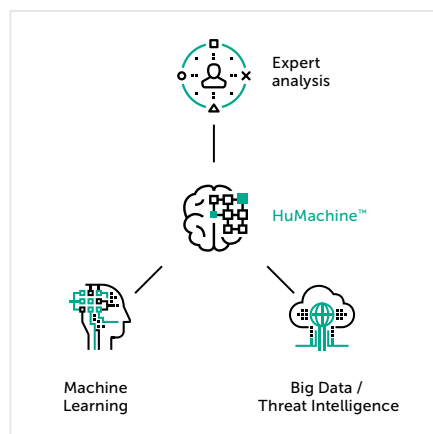 Expert
analysis
HuMachine™
Machine
Learning
Big Data /
Threat Intelligence